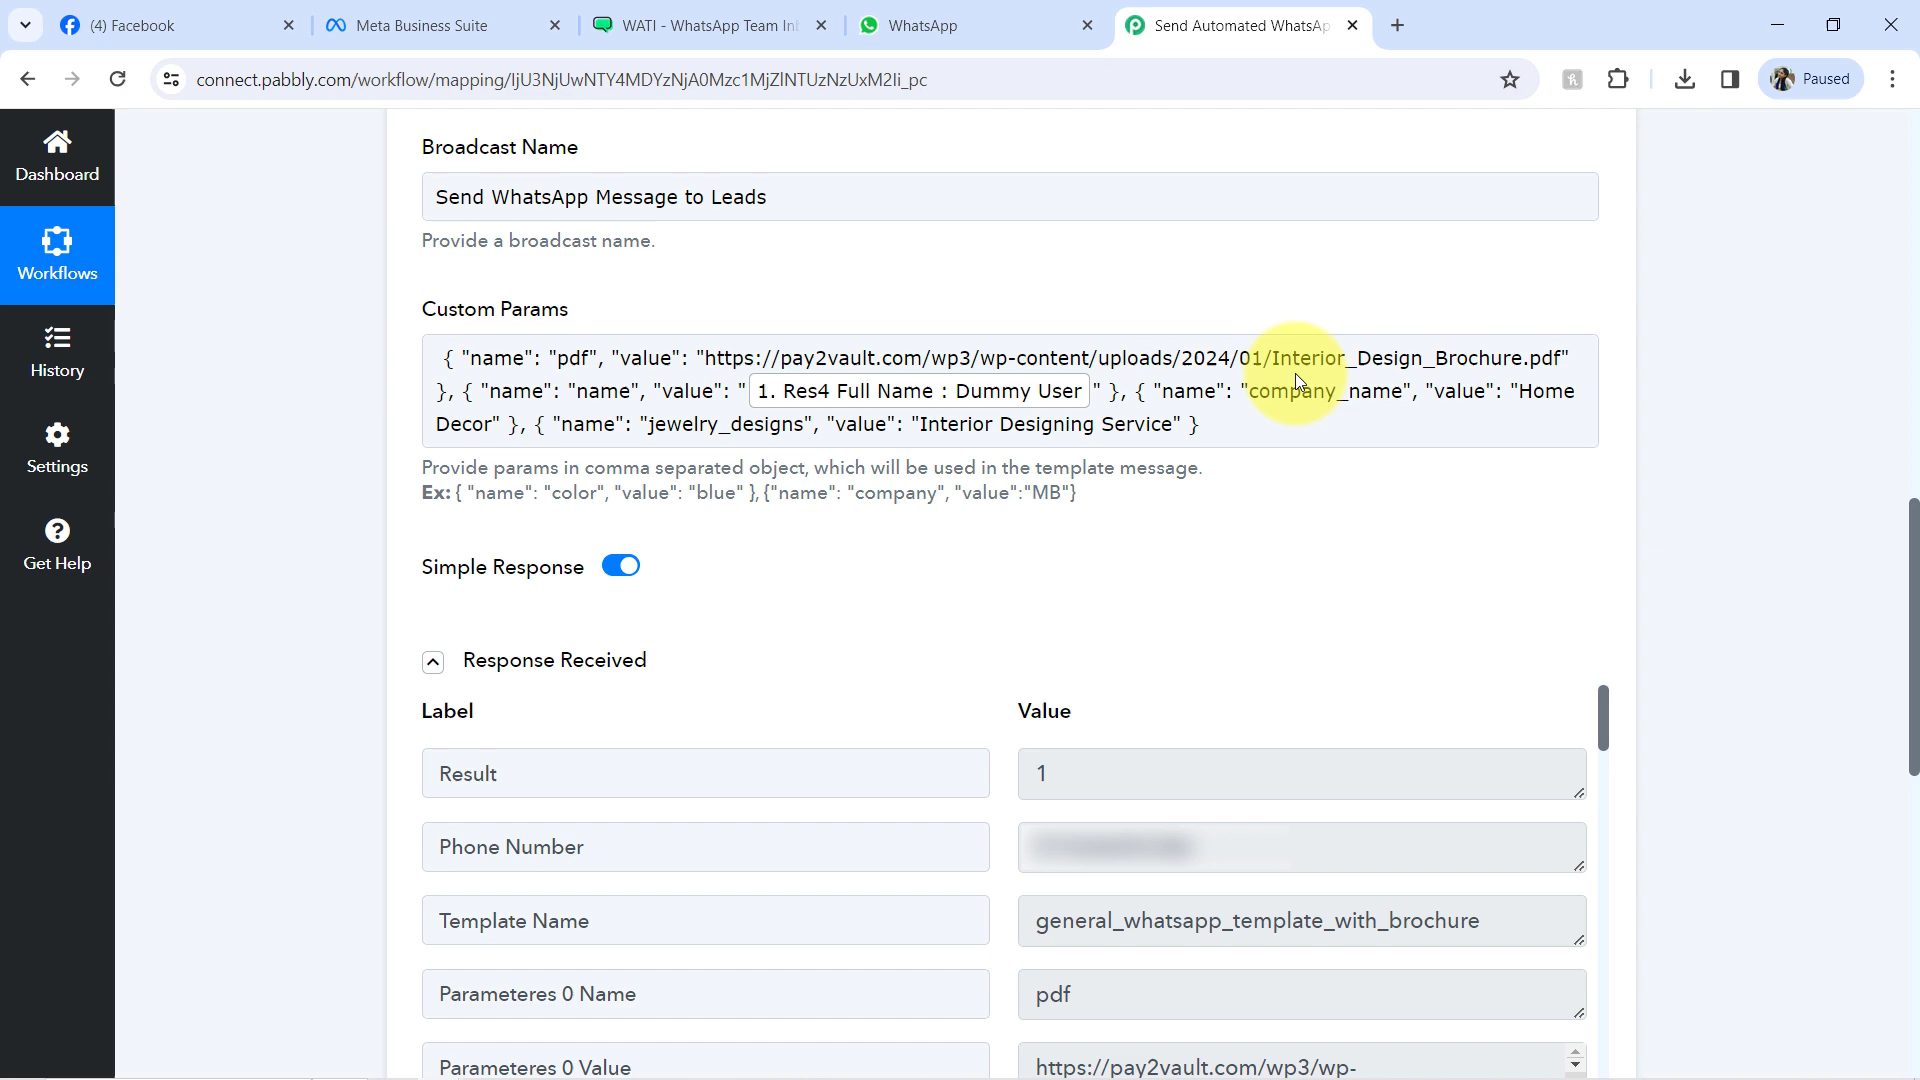 (4) Facebook
Meta Business Suite
WATI - WhatsApp Team In
WhatsApp
Send Automated WhatsAp
connect.pabbly.com/workflow/mapping/IjU3NjUwNTY4MDYzNjA0Mzc1MjZlNTUzNzUxM2Ii_pc
Paused
Dashboard
Workflows
History
Settings
Get Help
Broadcast Name
Send WhatsApp Message to Leads
Provide a broadcast name.
Custom Params
{ "name": "pdf", "value": "https://pay2vault.com/wp3/wp-content/uploads/2024/01/Interior_Design_Brochure.pdf"
}, { "name": "name", "value": " 1. Res4 Full Name : Dummy User " }, { "name": "company_name", "value": "Home
Decor" }, { "name": "jewelry_designs", "value": "Interior Designing Service" }
Provide params in comma separated object, which will be used in the template message.
Ex: { "name": "color", "value": "blue" },{"name": "company", "value":"MB"}
Simple Response
Response Received
Label
Value
Result
1
Phone Number
Template Name
general_whatsapp_template_with_brochure
Parameteres 0 Name
pdf
Parameteres 0 Value
https://pay2vault.com/wp3/wp-